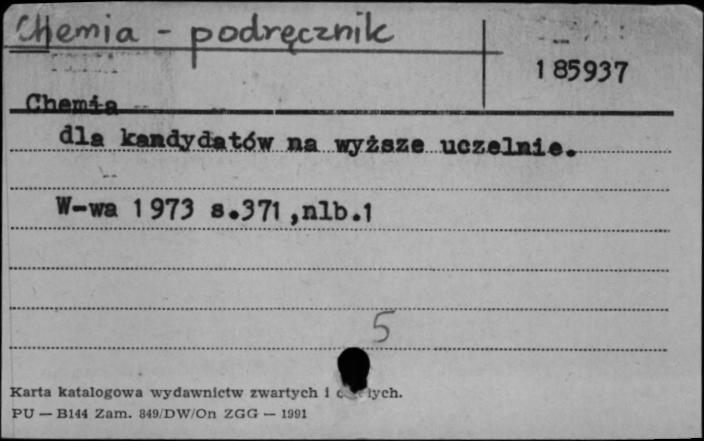 Chemia - podręcznik
185937
Chemia
dla kandydatów na wyższe uczelnie.
W-wa 1973 s.371,nlb.1
5
Karta katalogowa wydawnictw zwartych i
PU — B144 Zam. 849/DW/On ZGG — 1991